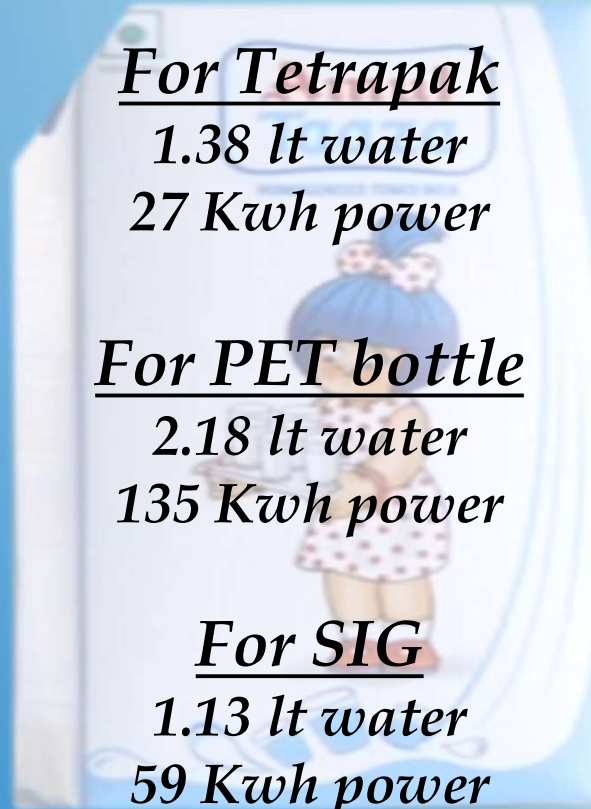 For Tetrapak
1.38 lt water
27 Kwh power
For PET bottle
2.18 lt water
135 Kwh power
For SIG
1.13 lt water
59 Kwh power